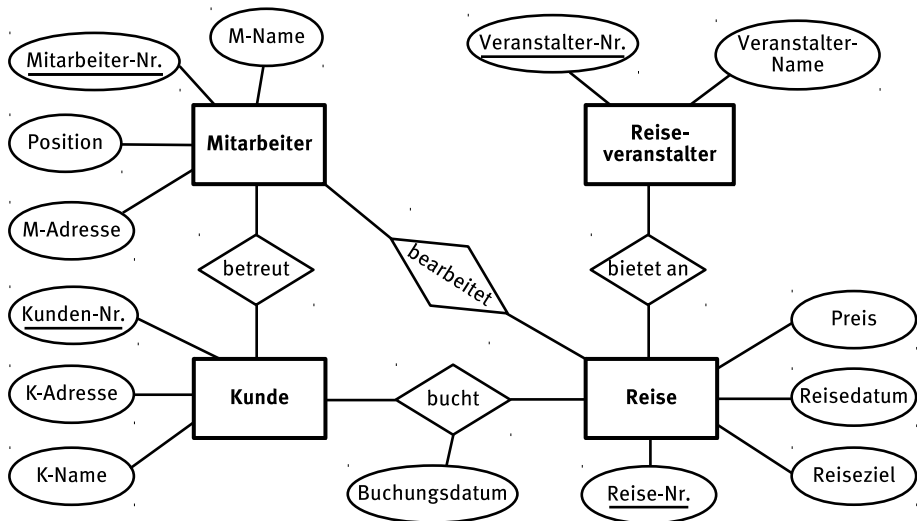 M-Name
Mitarbeiter-Nr.
Veranstalter-Nr.
Veranstalter-
Name
Position
Mitarbeiter
Reise-
veranstalter
M-Adresse
betreut
bearbeitet
bietet an
Kunden-Nr.
Preis
K-Adresse
Kunde
bucht
Reise
Reisedatum
K-Name
Buchungsdatum
Reise-Nr.
Reiseziel